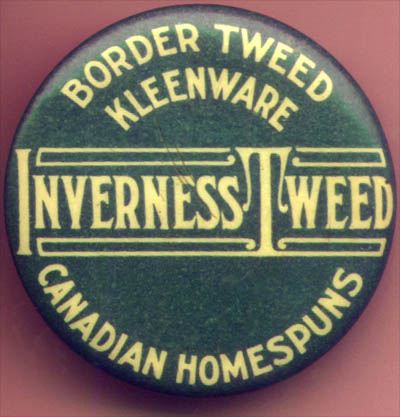 BORDER TWEED
KLEENWARE
INVERNESS TWEED
CANADIAN HOMESPUNS